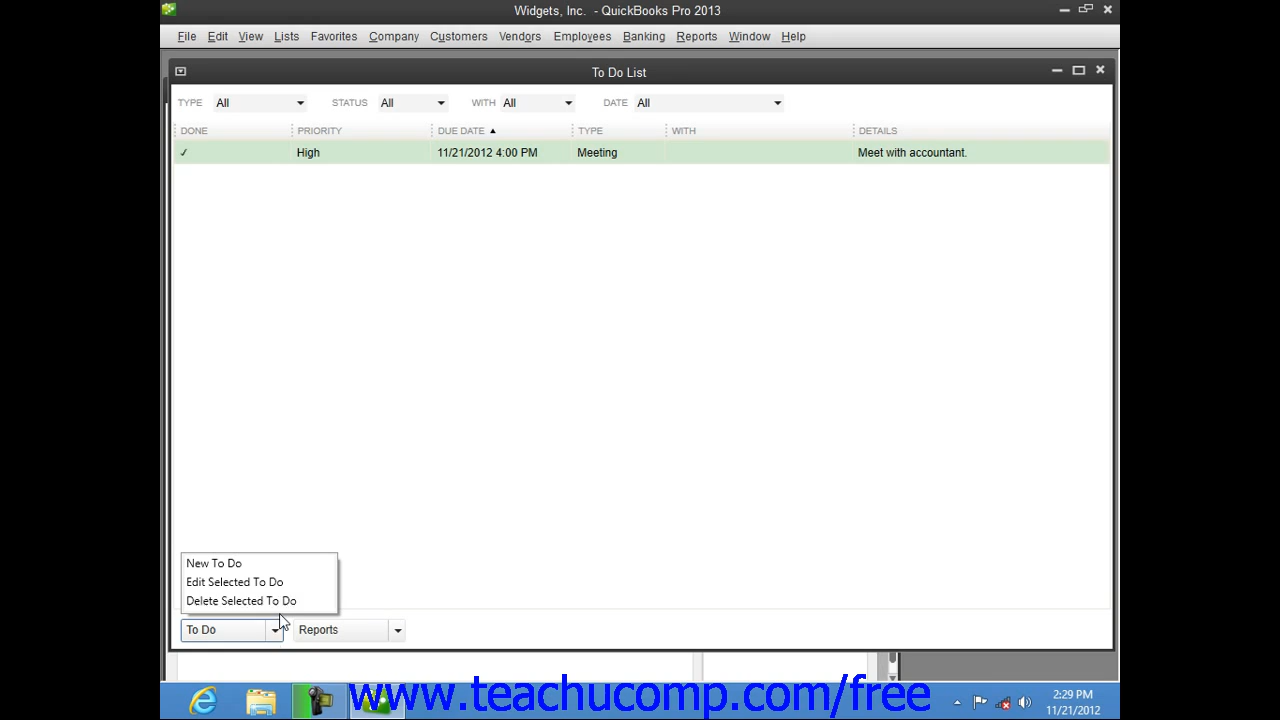 Widgets, Inc. - QuickBooks Pro 2013
File Edit View Lists Favorites Company Customers Vendors Employees Banking Reports Window Help
To Do List
TYPE All STATUS All WITH All DATE All
DONE PRIORITY DUE DATE TYPE WITH DETAILS
✓ High 11/21/2012 4:00 PM Meeting Meet with accountant.
New To Do
Edit Selected To Do
Delete Selected To Do
To Do Reports
www.teachucomp.com/free
2:29 PM
11/21/2012